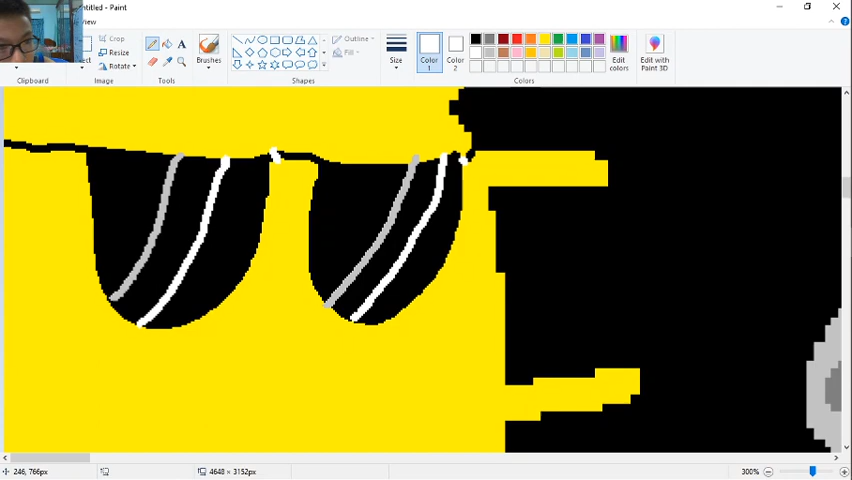 ntitled - Paint
View
Crop
Resize
Rotate
Clipboard
Image
A
Tools
Brushes
Outline
Fill
Shapes
Size
Color
1
Color
2
Edit
colors
Edit with
Paint 3D
Colors
246, 766px
4648 × 3152px
300%